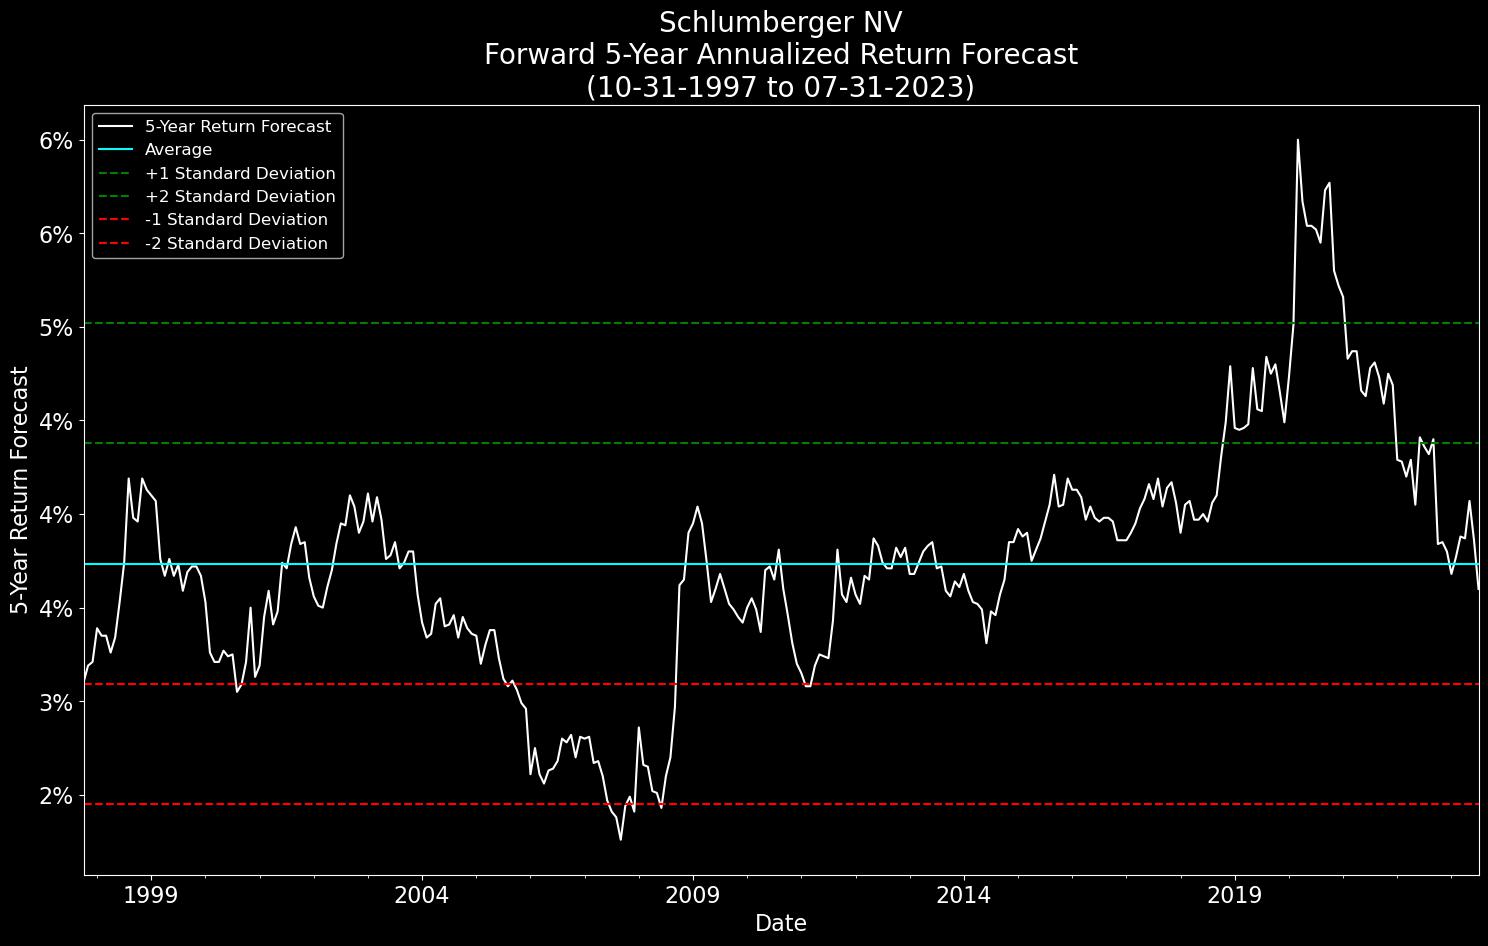 Schlumberger NV
Forward 5-Year Annualized Return Forecast
(10-31-1997 to 07-31-2023)
5-Year Return Forecast
Average
+1 Standard Deviation
+2 Standard Deviation
-1 Standard Deviation
-2 Standard Deviation
6%
6%
5%
4%
4%
4%
3%
2%
5-Year Return Forecast
1999
2004
2009
2014
2019
Date